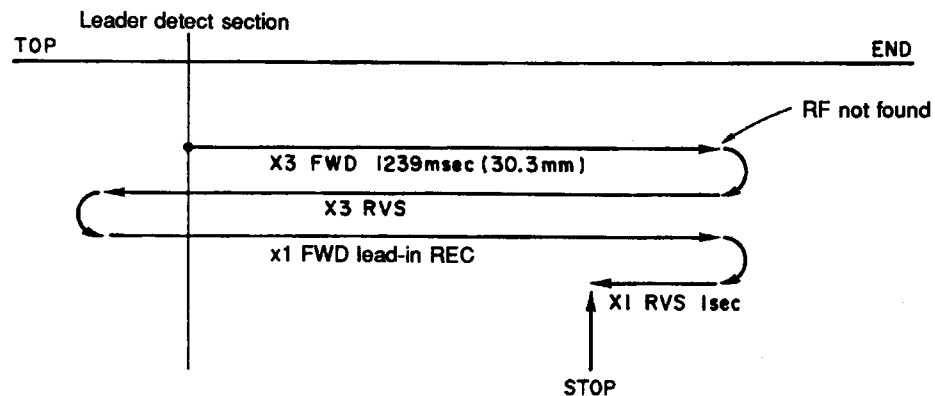 Leader detect section
TOP
END
RF not found
X3 FWD 1239msec (30.3mm)
X3 RVS
x1 FWD lead-in REC
X1 RVS 1sec
STOP